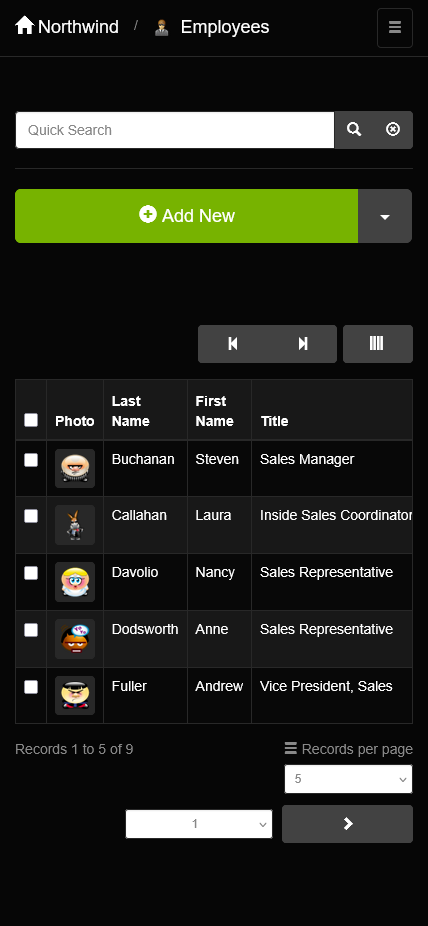 Northwind / Employees
Quick Search
Add New
Photo Last Name First Name Title
Buchanan Steven Sales Manager
Callahan Laura Inside Sales Coordinator
Davolio Nancy Sales Representative
Dodsworth Anne Sales Representative
Fuller Andrew Vice President, Sales
Records 1 to 5 of 9 Records per page
5
1